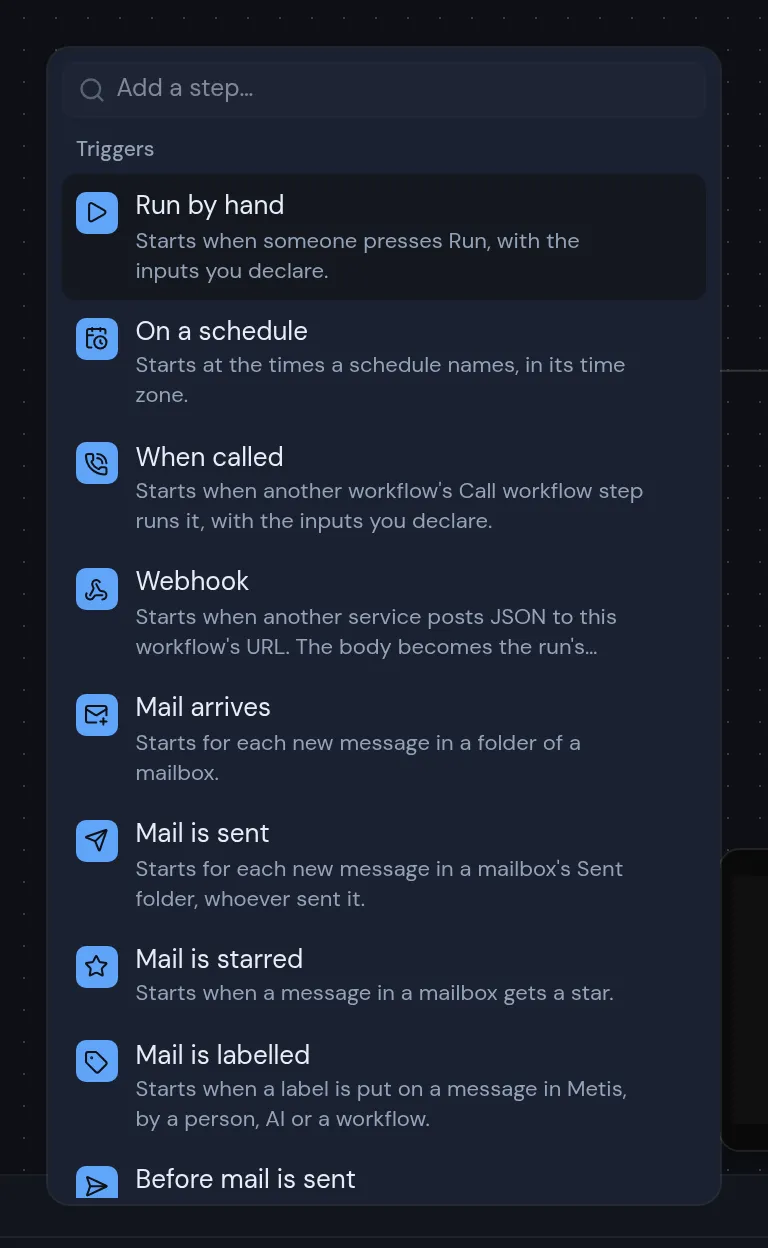 Add a step...
Triggers
Run by hand
Starts when someone presses Run, with the
inputs you declare.
On a schedule
Starts at the times a schedule names, in its time
zone.
When called
Starts when another workflow's Call workflow step
runs it, with the inputs you declare.
Webhook
Starts when another service posts JSON to this
workflow's URL. The body becomes the run's...
Mail arrives
Starts for each new message in a folder of a
mailbox.
Mail is sent
Starts for each new message in a mailbox's Sent
folder, whoever sent it.
Mail is starred
Starts when a message in a mailbox gets a star.
Mail is labelled
Starts when a label is put on a message in Metis,
by a person, AI or a workflow.
Before mail is sent